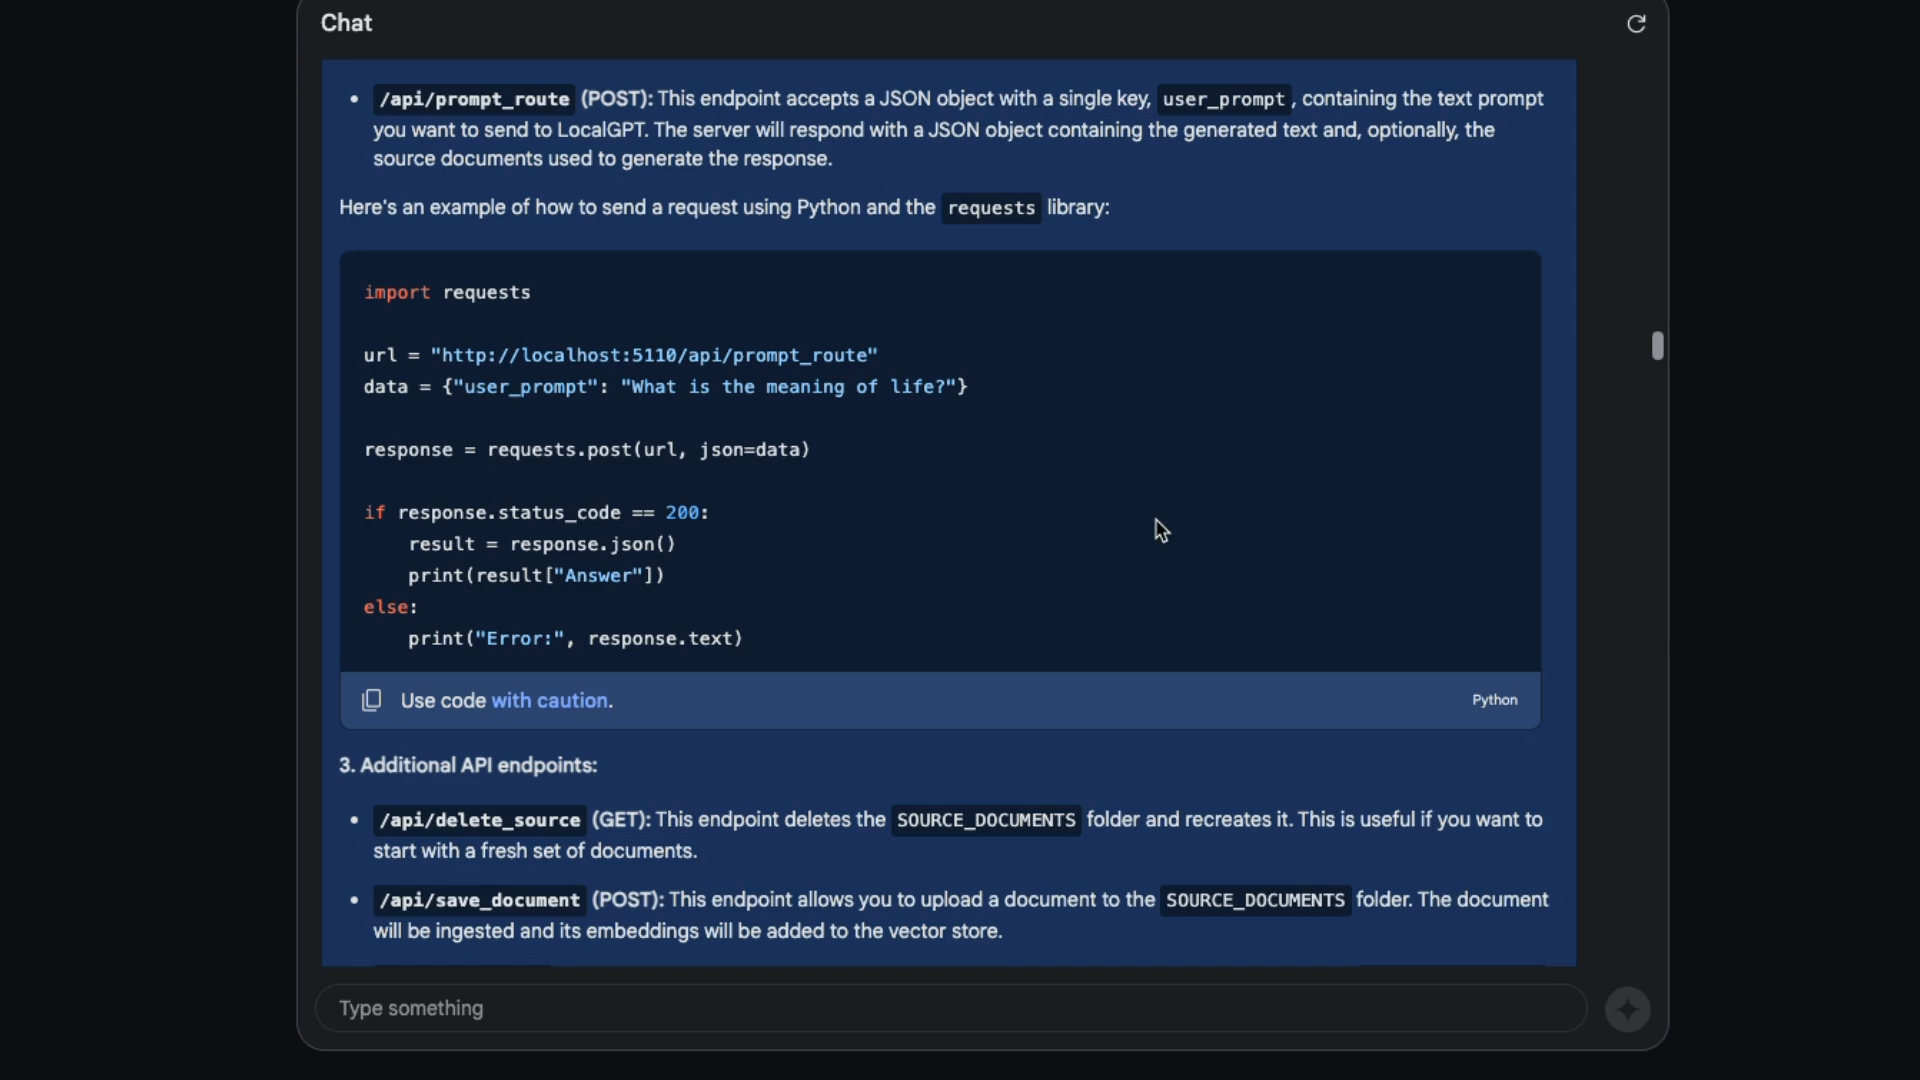 Chat
• /api/prompt_route (POST): This endpoint accepts a JSON object with a single key, user_prompt, containing the text prompt
you want to send to LocalGPT. The server will respond with a JSON object containing the generated text and, optionally, the
source documents used to generate the response.
Here's an example of how to send a request using Python and the requests library:
import requests
url = "http://localhost:5110/api/prompt_route"
data = {"user_prompt": "What is the meaning of life?"}
response = requests.post(url, json=data)
if response.status_code == 200:
    result = response.json()
    print(result["Answer"])
else:
    print("Error:", response.text)
Use code with caution. Python
3. Additional API endpoints:
• /api/delete_source (GET): This endpoint deletes the SOURCE_DOCUMENTS folder and recreates it. This is useful if you want to
start with a fresh set of documents.
• /api/save_document (POST): This endpoint allows you to upload a document to the SOURCE_DOCUMENTS folder. The document
will be ingested and its embeddings will be added to the vector store.
Type something